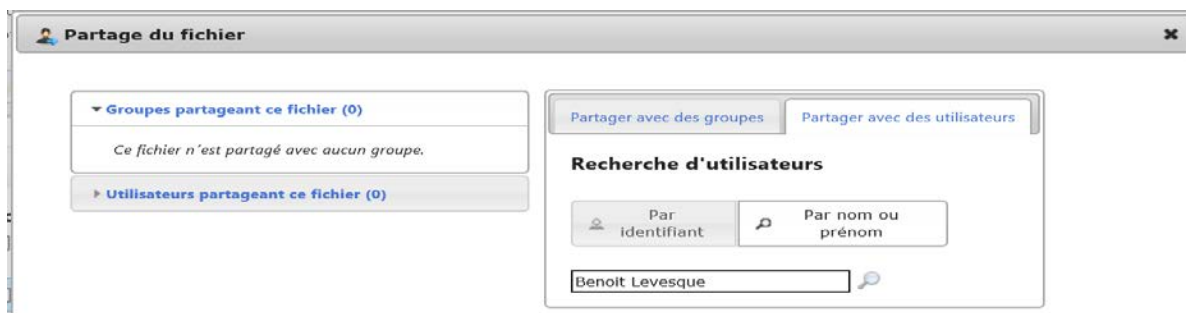 Partage du fichier
Groupes partageant ce fichier (0)
Ce fichier n´est partagé avec aucun groupe.
Utilisateurs partageant ce fichier (0)
Partager avec des groupes
Partager avec des utilisateurs
Recherche d'utilisateurs
Par
identifiant
Par nom ou
prénom
Benoit Levesque